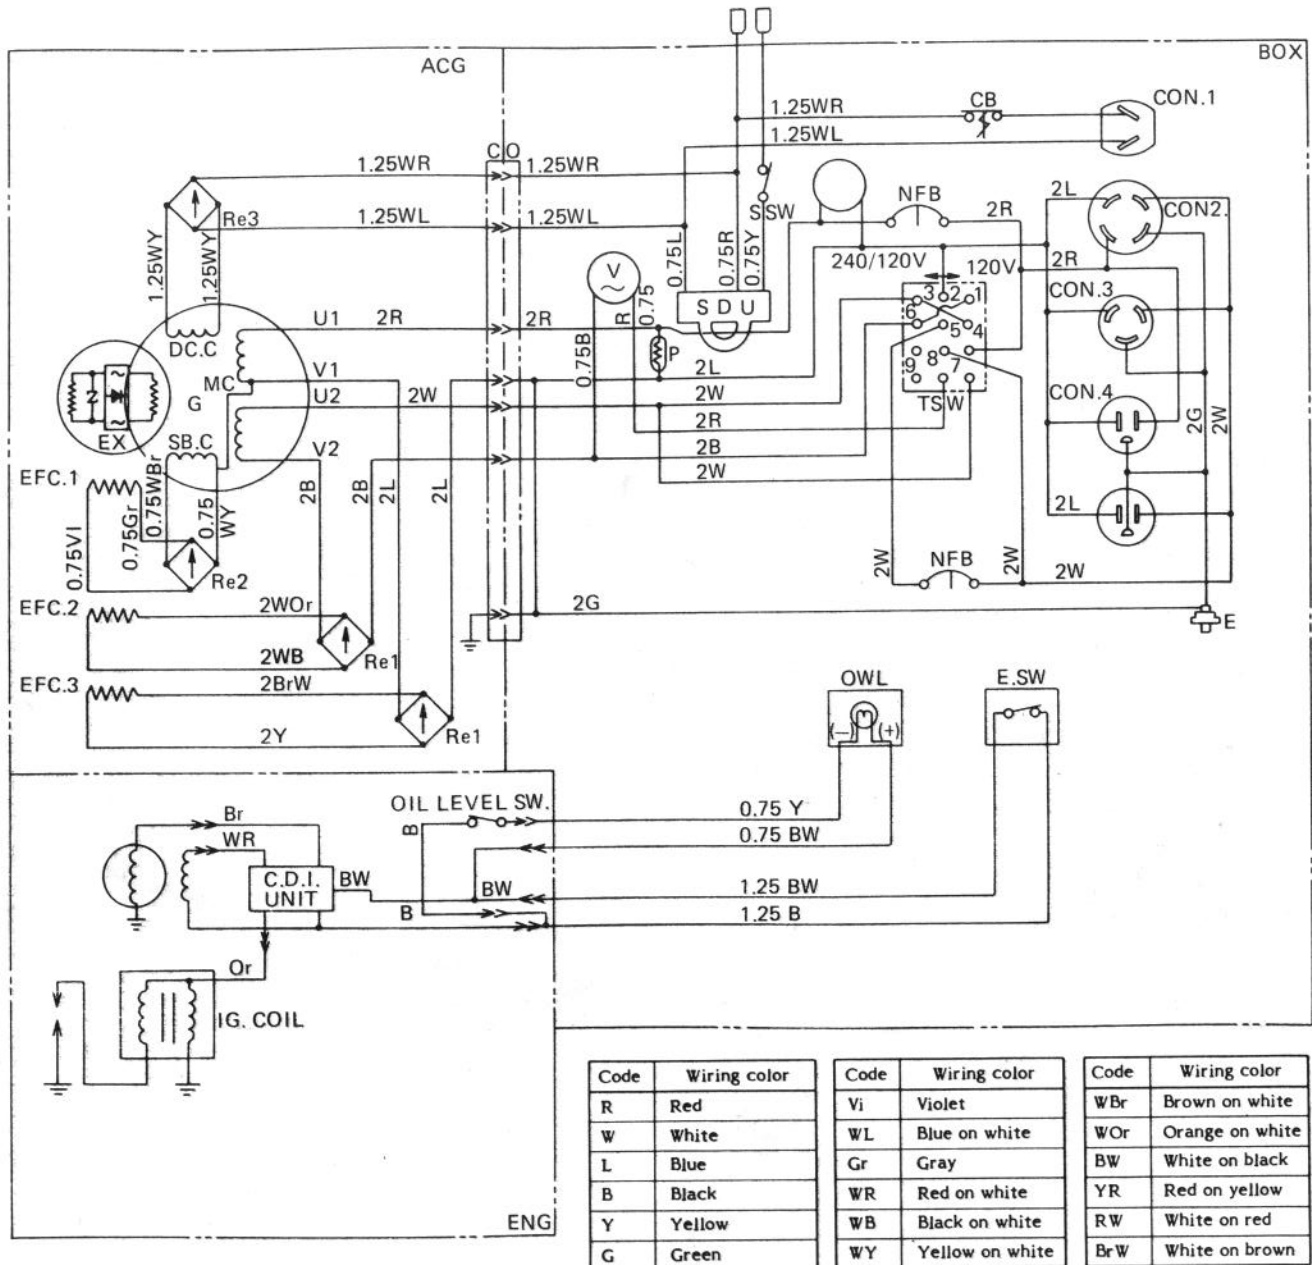 ACG
BOX
CB
CON.1
1.25WR
1.25WL
CO
1.25WR
1.25WR
1.25WL
1.25WL
Re3
1.25WY
1.25WY
S SW
NFB
2R
2L
CON2.
0.75L
0.75R
0.75Y
240/120V
120V
2R
CON.3
V
R
0.75
0.75B
S D U
3 2 1
6 5 4
9 8 7
TSW
P
U1
2R
2R
DC.C
MC
V1
G
U2
2W
2L
2W
2R
2B
2W
EX
SB.C
V2
CON.4
2G
2W
2L
EFC.1
0.75VI
0.75Gr
0.75WBr
0.75
WY
2B
2B
2L
2L
Re2
2W
NFB
2W
2W
EFC.2
2WOr
2WB
Re1
2G
E
EFC.3
2BrW
2Y
Re1
OWL
(—)
(+)
E.SW
OIL LEVEL SW.
B
0.75 Y
0.75 BW
Br
WR
C.D.I.
UNIT
BW
BW
1.25 BW
B
1.25 B
Or
IG. COIL
ENG
Code Wiring color
R Red
W White
L Blue
B Black
Y Yellow
G Green
Code Wiring color
Vi Violet
WL Blue on white
Gr Gray
WR Red on white
WB Black on white
WY Yellow on white
Code Wiring color
WBr Brown on white
WOr Orange on white
BW White on black
YR Red on yellow
RW White on red
BrW White on brown